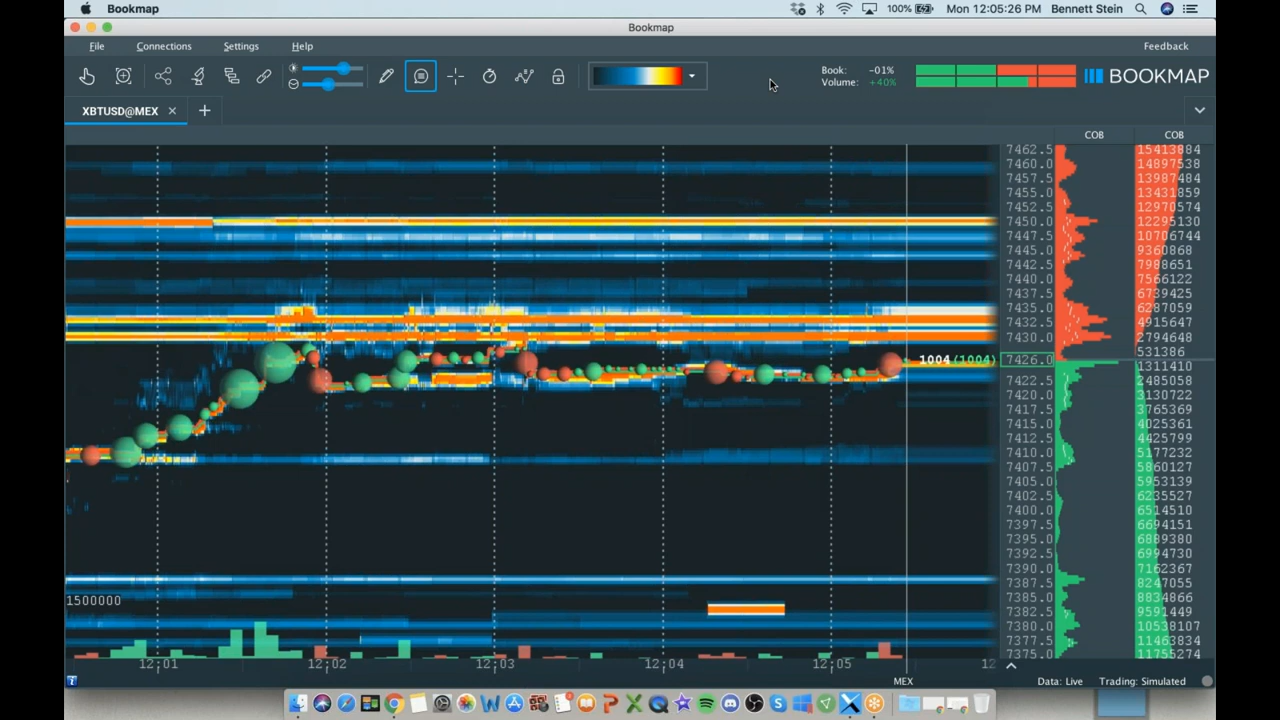 Bookmap
100%
Mon 12:05:26 PM
Bennett Stein
Bookmap
File
Connections
Settings
Help
Feedback
Book: -01%
Volume: +40%
BOOKMAP
XBTUSD@MEX
COB
COB
7462.5 15413884
7460.0 14897538
7457.5 13987484
7455.0 13431859
7452.5 12970574
7450.0 12295130
7447.5 10706744
7445.0 9360868
7442.5 7988651
7440.0 7566122
7437.5 6739425
7435.0 6287059
7432.5 4915647
7430.0 2794648
531386
1004 (1004)
7426.0 1311410
7422.5 2485058
7420.0 3130722
7417.5 3765369
7415.0 4025361
7412.5 4425799
7410.0 5177232
7407.5 5860127
7405.0 5953139
7402.5 6235527
7400.0 6514510
7397.5 6694151
7395.0 6889380
7392.5 6994730
7390.0 7162367
7387.5 8247055
7385.0 8834866
7382.5 9591449
7380.0 10538107
7377.5 11463834
7375.0 11755274
1500000
12:01
12:02
12:03
12:04
12:05
12
MEX
Data: Live
Trading: Simulated